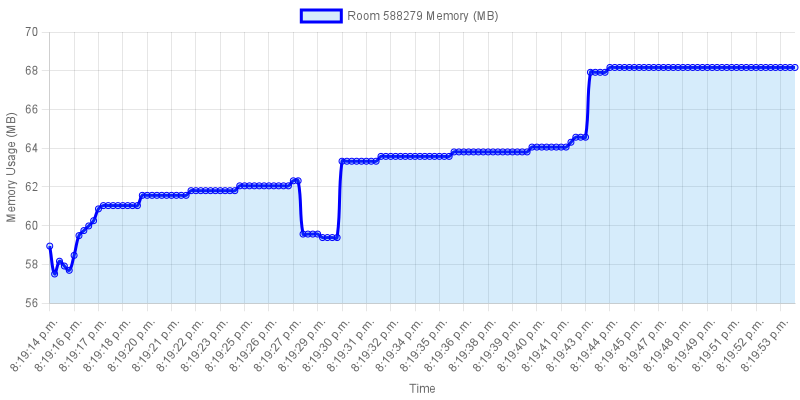 Room 588279 Memory (MB)
70
68
66
64
62
60
58
56
Memory Usage (MB)
8:19:14 p.m.
8:19:16 p.m.
8:19:17 p.m.
8:19:18 p.m.
8:19:20 p.m.
8:19:21 p.m.
8:19:22 p.m.
8:19:23 p.m.
8:19:25 p.m.
8:19:26 p.m.
8:19:27 p.m.
8:19:29 p.m.
8:19:30 p.m.
8:19:31 p.m.
8:19:32 p.m.
8:19:34 p.m.
8:19:35 p.m.
8:19:36 p.m.
8:19:38 p.m.
8:19:39 p.m.
8:19:40 p.m.
8:19:41 p.m.
8:19:43 p.m.
8:19:44 p.m.
8:19:45 p.m.
8:19:47 p.m.
8:19:48 p.m.
8:19:49 p.m.
8:19:51 p.m.
8:19:52 p.m.
8:19:53 p.m.
Time